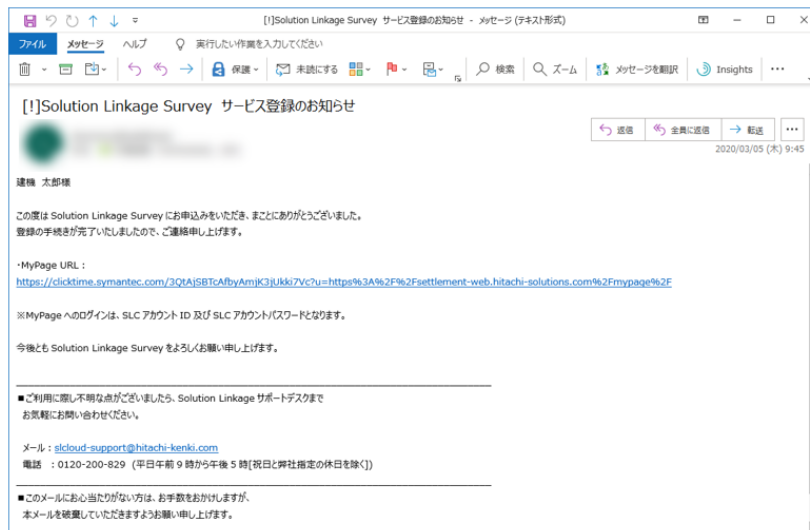 [!]Solution Linkage Survey サービス登録のお知らせ - メッセージ (テキスト形式)
ファイル メッセージ ヘルプ 実行したい作業を入力してください
保護 未読にする 検索 ズーム メッセージを翻訳 Insights ...
[!]Solution Linkage Survey サービス登録のお知らせ
返信 全員に返信 転送 ...
2020/03/05 (木) 9:45
建機 太郎様
この度は Solution Linkage Survey にお申込みをいただき、まことにありがとうございました。
登録の手続きが完了いたしましたので、ご連絡申し上げます。
・MyPage URL :
https://clicktime.symantec.com/3QtAjSBTcAfbyAmjK3jUkki7Vc?u=https%3A%2F%2Fsettlement-web.hitachi-solutions.com%2Fmypage%2F
※MyPage へのログインは、SLC アカウント ID 及び SLC アカウントパスワードとなります。
今後とも Solution Linkage Survey をよろしくお願い申し上げます。
■ご利用に際し不明な点がございましたら、Solution Linkage サポートデスクまで
お気軽にお問い合わせください。
メール : slcloud-support@hitachi-kenki.com
電話 : 0120-200-829 (平日午前 9 時から午後 5 時[祝日と弊社指定の休日を除く])
■このメールにお心当たりがない方は、お手数をおかけしますが、
本メールを破棄していただきますようお願い申し上げます。